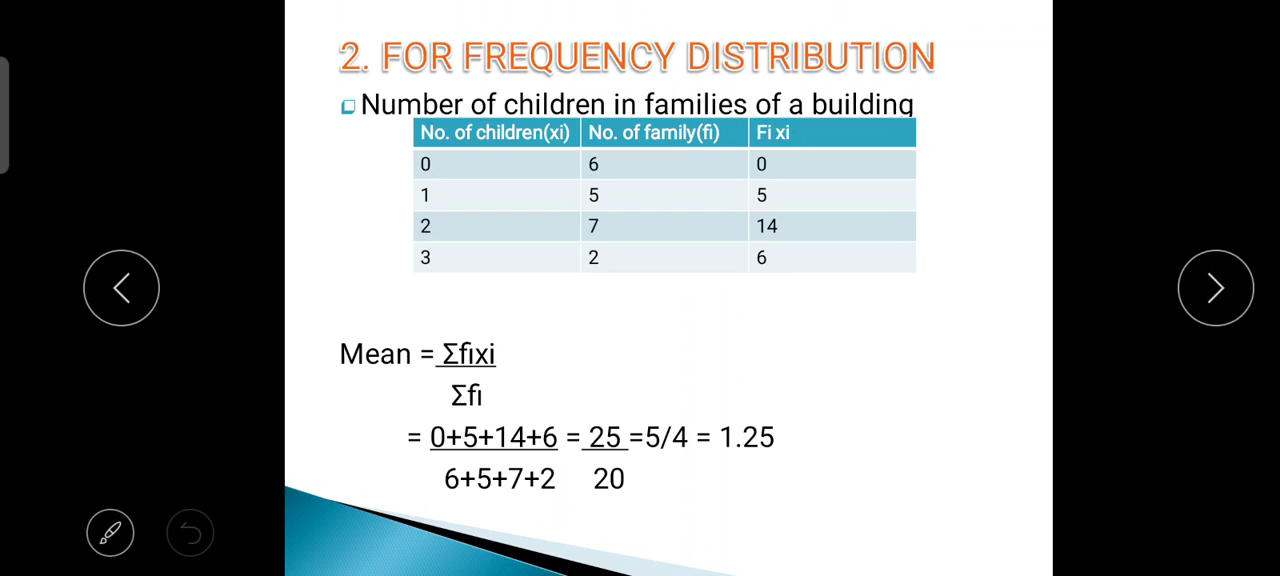 2. FOR FREQUENCY DISTRIBUTION
Number of children in families of a building
No. of children(xi) No. of family(fi) Fi xi
0 6 0
1 5 5
2 7 14
3 2 6
Mean = Σfixi
Σfi
= 0+5+14+6 = 25 =5/4 = 1.25
6+5+7+2 20